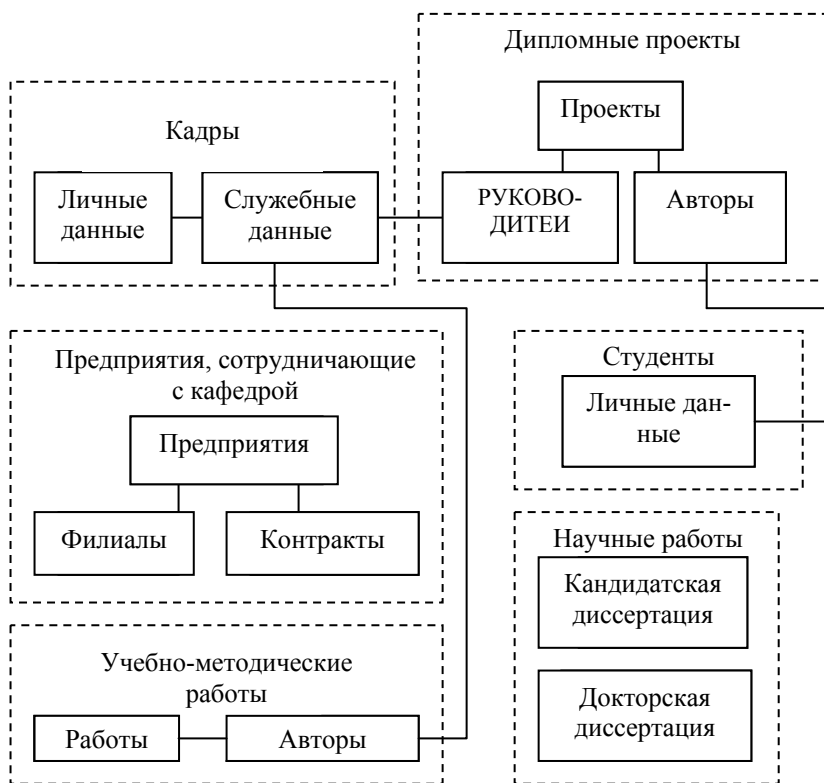 Дипломные проекты
Проекты
РУКОВО-
ДИТЕИ
Авторы
Кадры
Личные
данные
Служебные
данные
Предприятия, сотрудничающие
с кафедрой
Предприятия
Филиалы
Контракты
Студенты
Личные дан-
ные
Научные работы
Кандидатская
диссертация
Докторская
диссертация
Учебно-методические
работы
Работы
Авторы